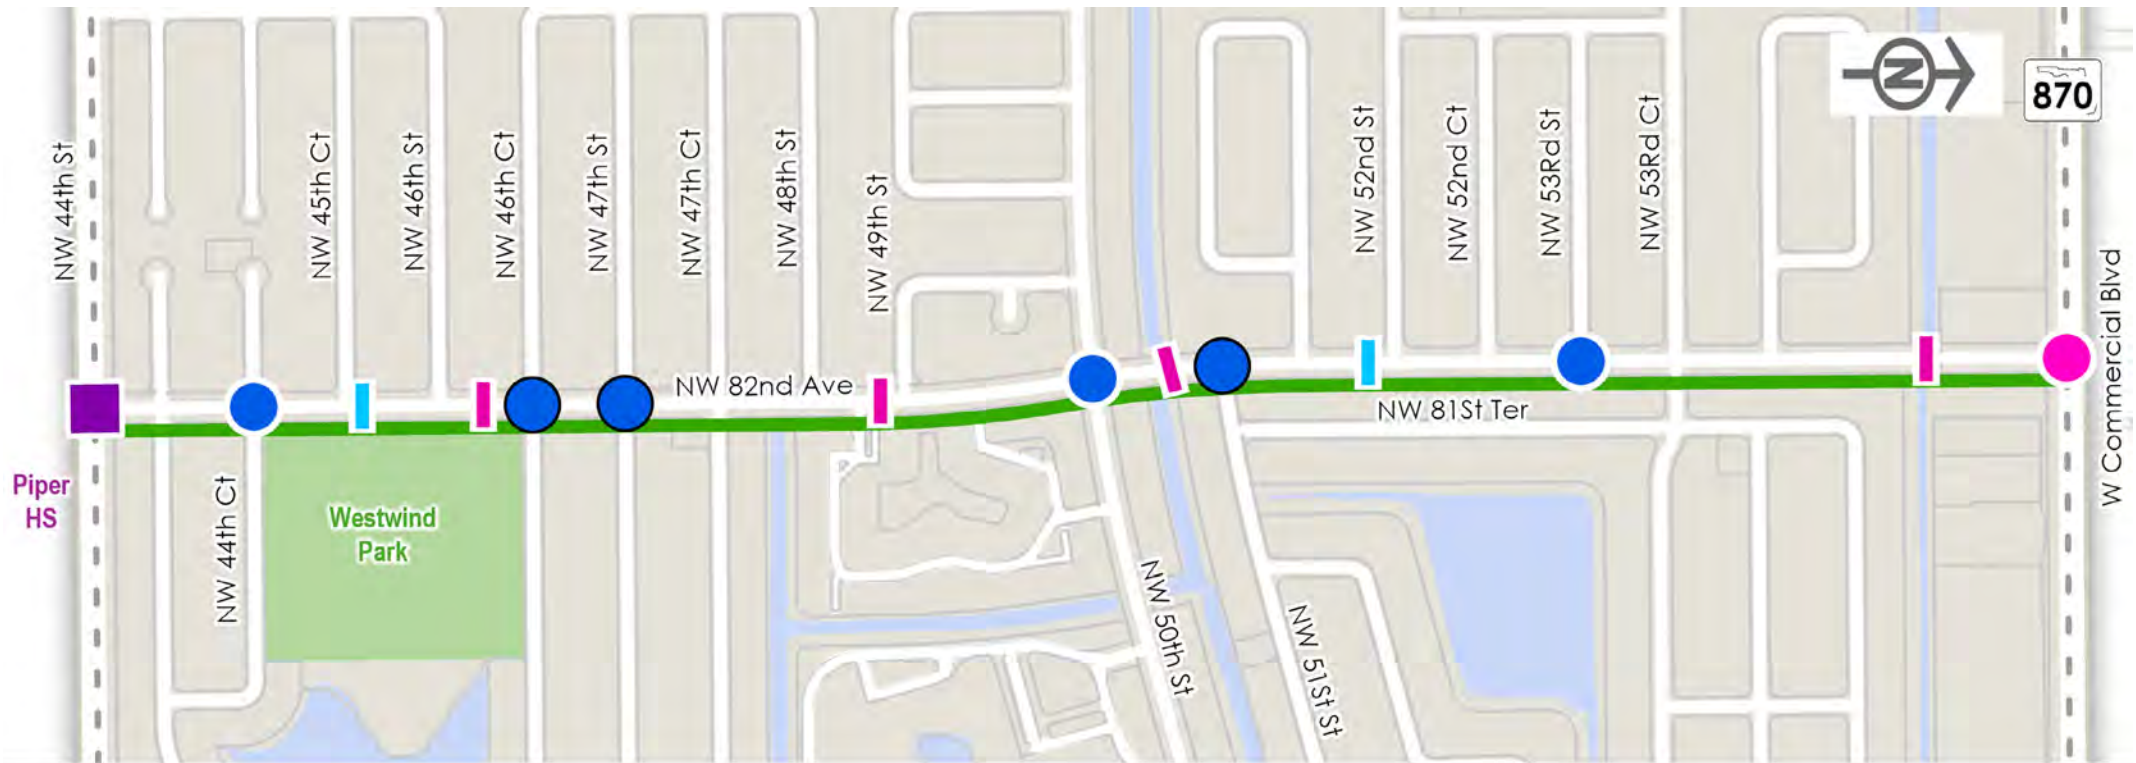 N
870
NW 44th St
NW 45th Ct
NW 46th St
NW 46th Ct
NW 47th St
NW 47th Ct
NW 48th St
NW 49th St
NW 52nd St
NW 52nd Ct
NW 53Rd St
NW 53Rd Ct
W Commercial Blvd
NW 82nd Ave
NW 81St Ter
Piper
HS
NW 44th Ct
Westwind
Park
NW 50th St
NW 51St St